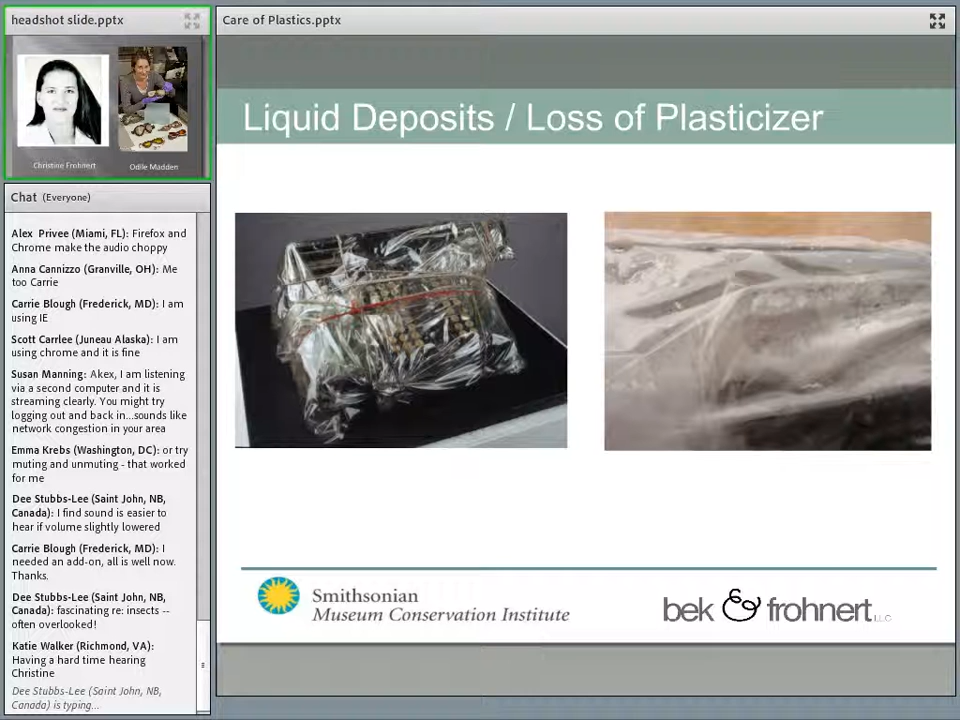 headshot slide.pptx
Christine Frohnert
Odile Madden
Chat (Everyone)
Alex Privee (Miami, FL): Firefox and
Chrome make the audio choppy
Anna Cannizzo (Granville, OH): Me
too Carrie
Carrie Blough (Frederick, MD): I am
using IE
Scott Carrlee (Juneau Alaska): I am
using chrome and it is fine
Susan Manning: Akex, I am listening
via a second computer and it is
streaming clearly. You might try
logging out and back in...sounds like
network congestion in your area
Emma Krebs (Washington, DC): or try
muting and unmuting - that worked
for me
Dee Stubbs-Lee (Saint John, NB,
Canada): I find sound is easier to
hear if volume slightly lowered
Carrie Blough (Frederick, MD): I
needed an add-on, all is well now.
Thanks.
Dee Stubbs-Lee (Saint John, NB,
Canada): fascinating re: insects --
often overlooked!
Katie Walker (Richmond, VA):
Having a hard time hearing
Christine
Dee Stubbs-Lee (Saint John, NB,
Canada) is typing...
Care of Plastics.pptx
Liquid Deposits / Loss of Plasticizer
Smithsonian
Museum Conservation Institute
bek & frohnert LLC